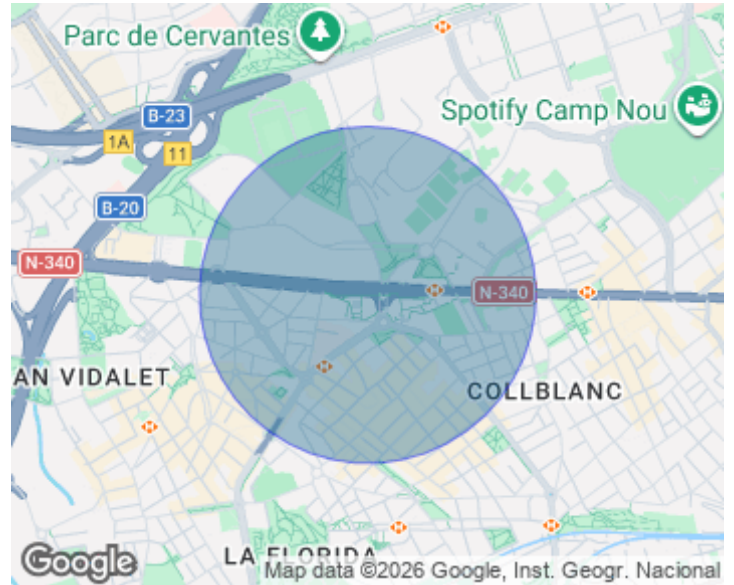 Parc de Cervantes
B-23
Spotify Camp Nou
1A
11
B-20
N-340
N-340
AN VIDALET
COLLBLANC
LA FLORIDA
Google
Map data ©2026 Google, Inst. Geogr. Nacional